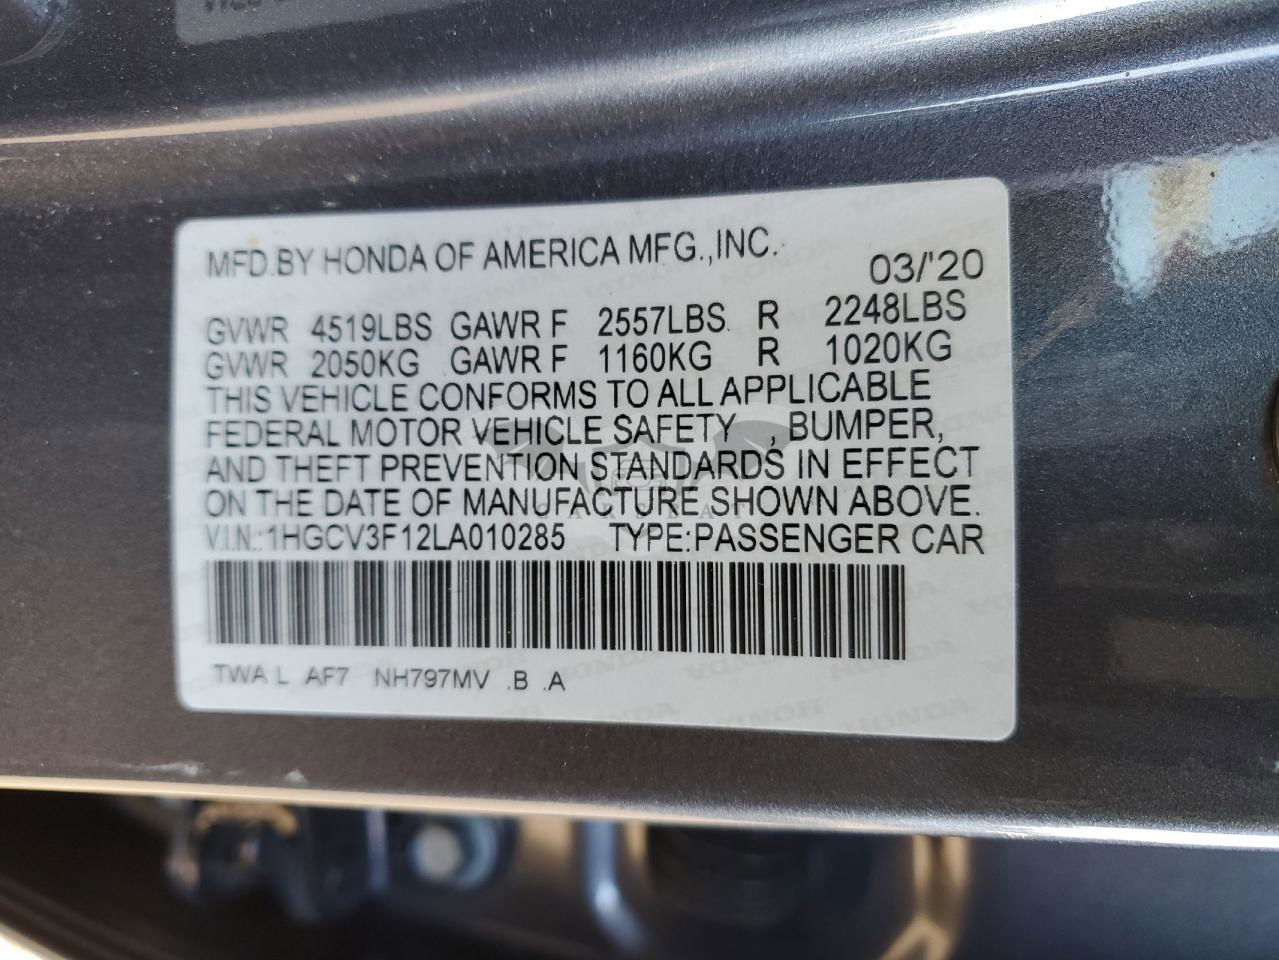 MFD.BY HONDA OF AMERICA MFG.,INC.
03/'20
GVWR 4519LBS GAWR F 2557LBS R 2248LBS
GVWR 2050KG GAWR F 1160KG R 1020KG
THIS VEHICLE CONFORMS TO ALL APPLICABLE
FEDERAL MOTOR VEHICLE SAFETY , BUMPER,
AND THEFT PREVENTION STANDARDS IN EFFECT
ON THE DATE OF MANUFACTURE SHOWN ABOVE.
V.I.N.:1HGCV3F12LA010285 TYPE:PASSENGER CAR
TWA L AF7 NH797MV .B .A